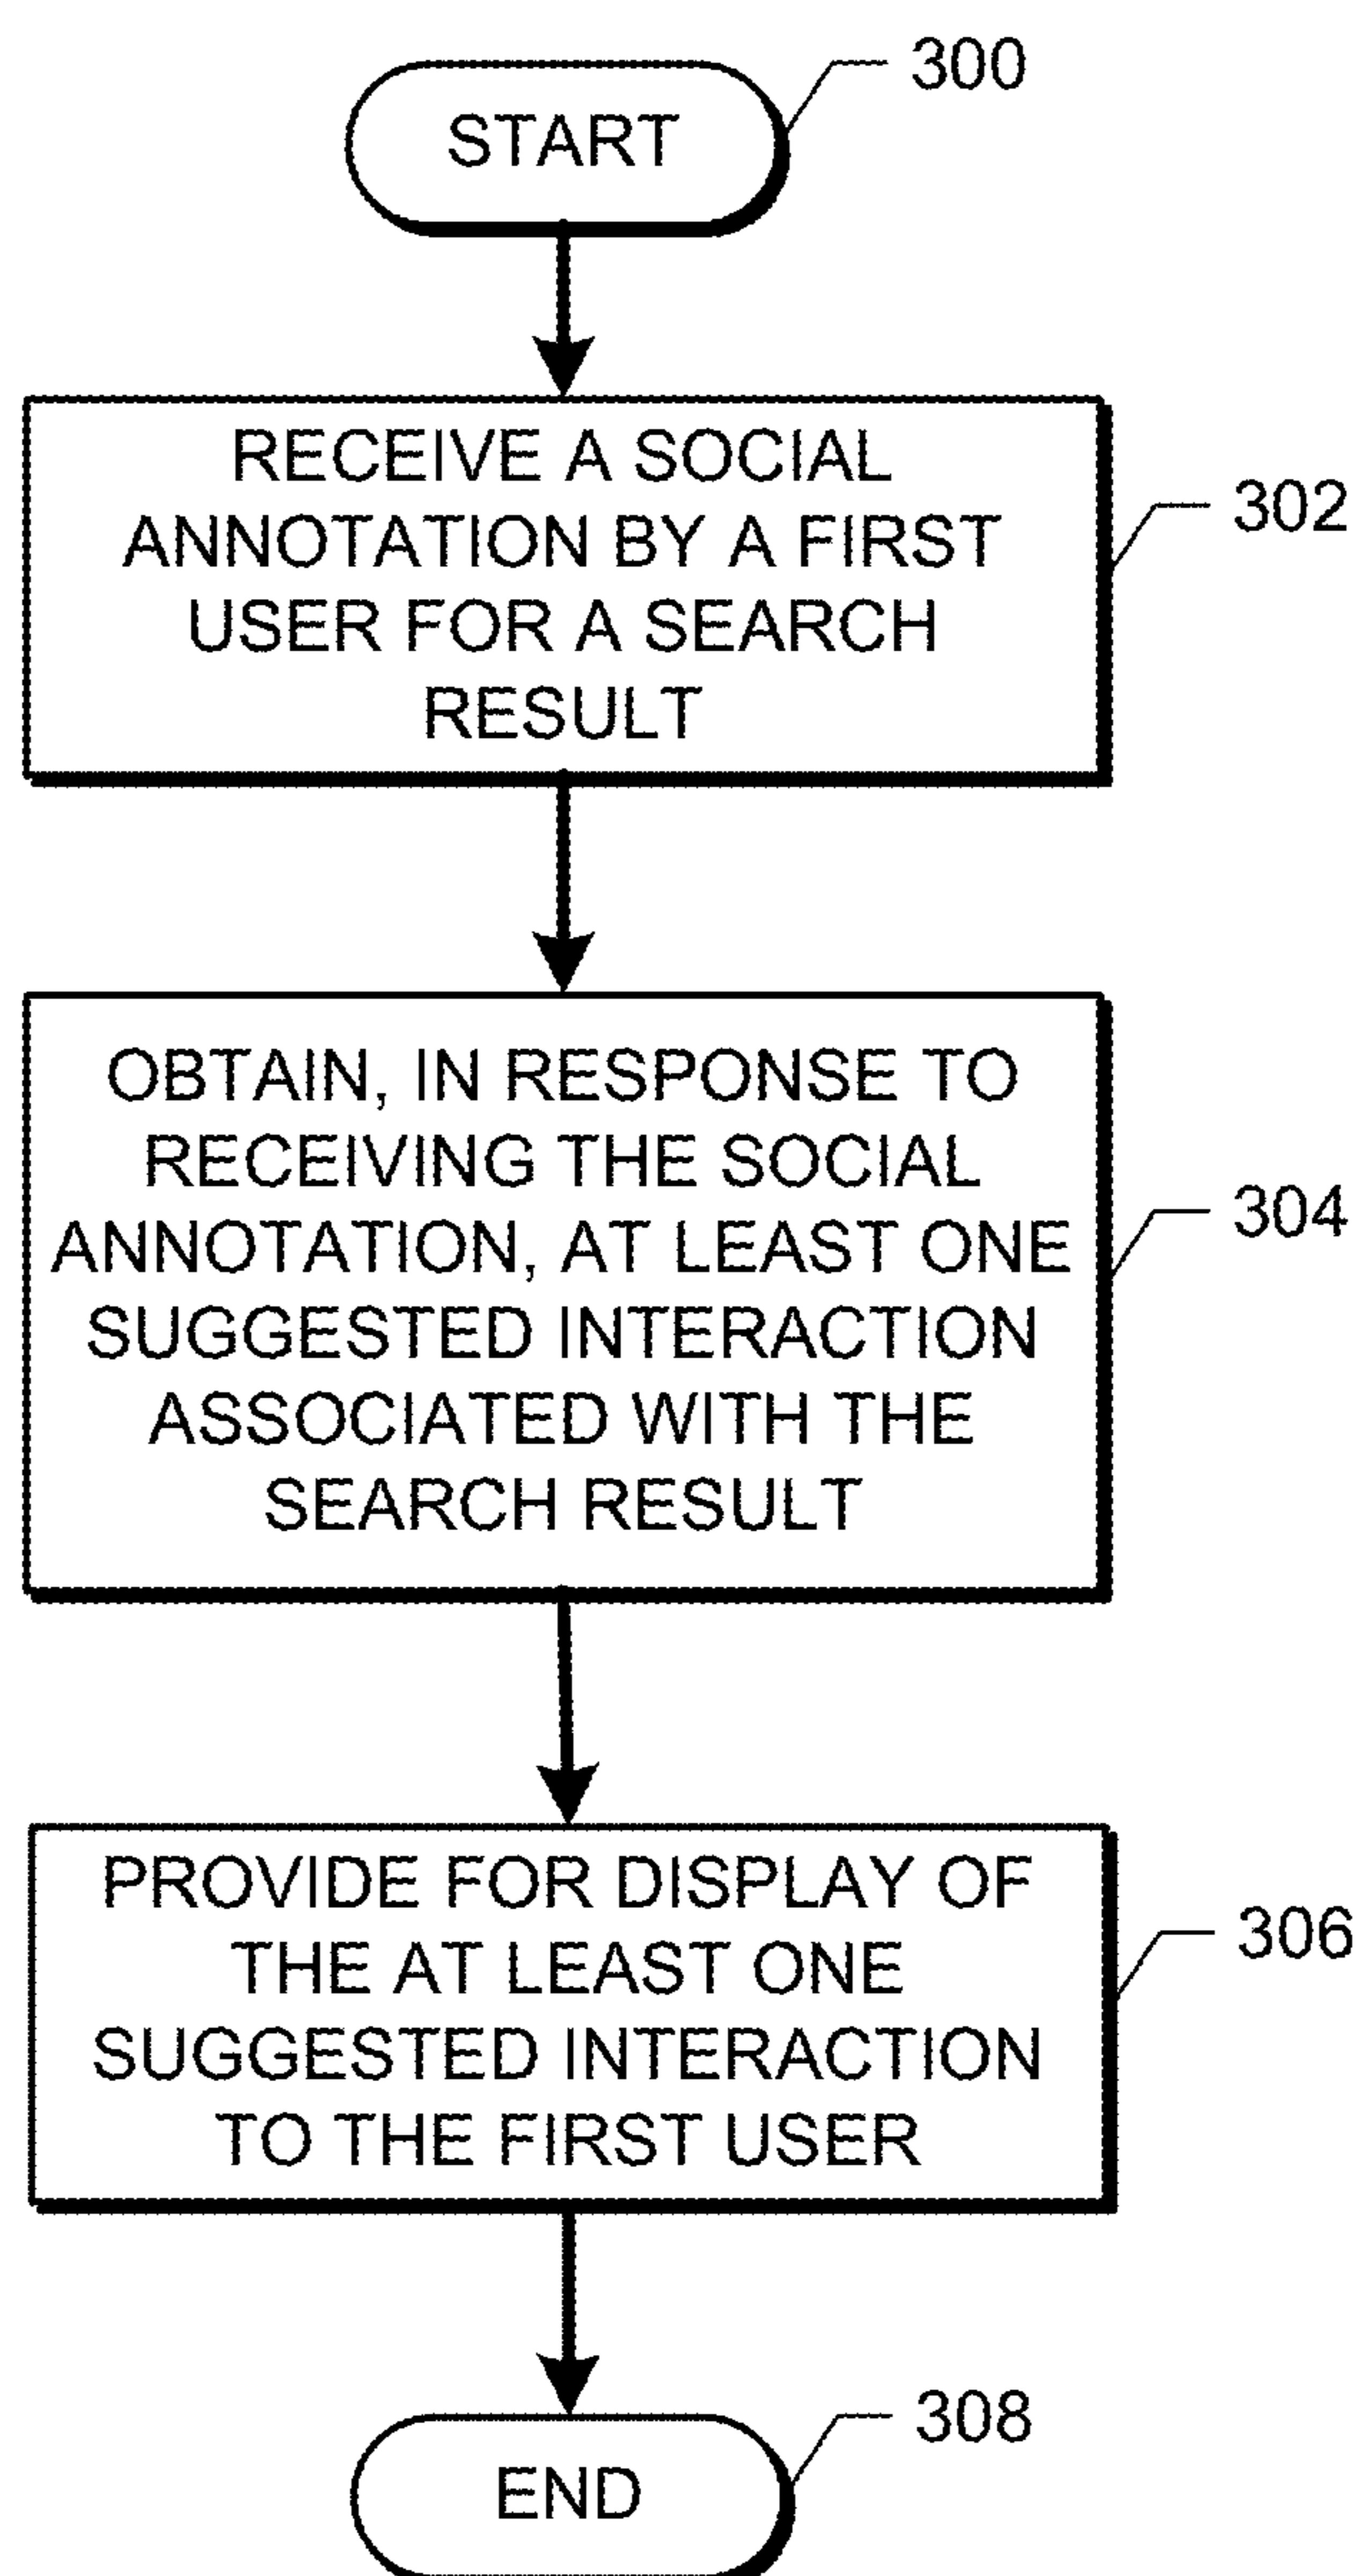 300
START
RECEIVE A SOCIAL
ANNOTATION BY A FIRST
USER FOR A SEARCH
RESULT
302
OBTAIN, IN RESPONSE TO
RECEIVING THE SOCIAL
ANNOTATION, AT LEAST ONE
SUGGESTED INTERACTION
ASSOCIATED WITH THE
SEARCH RESULT
304
PROVIDE FOR DISPLAY OF
THE AT LEAST ONE
SUGGESTED INTERACTION
TO THE FIRST USER
306
308
END